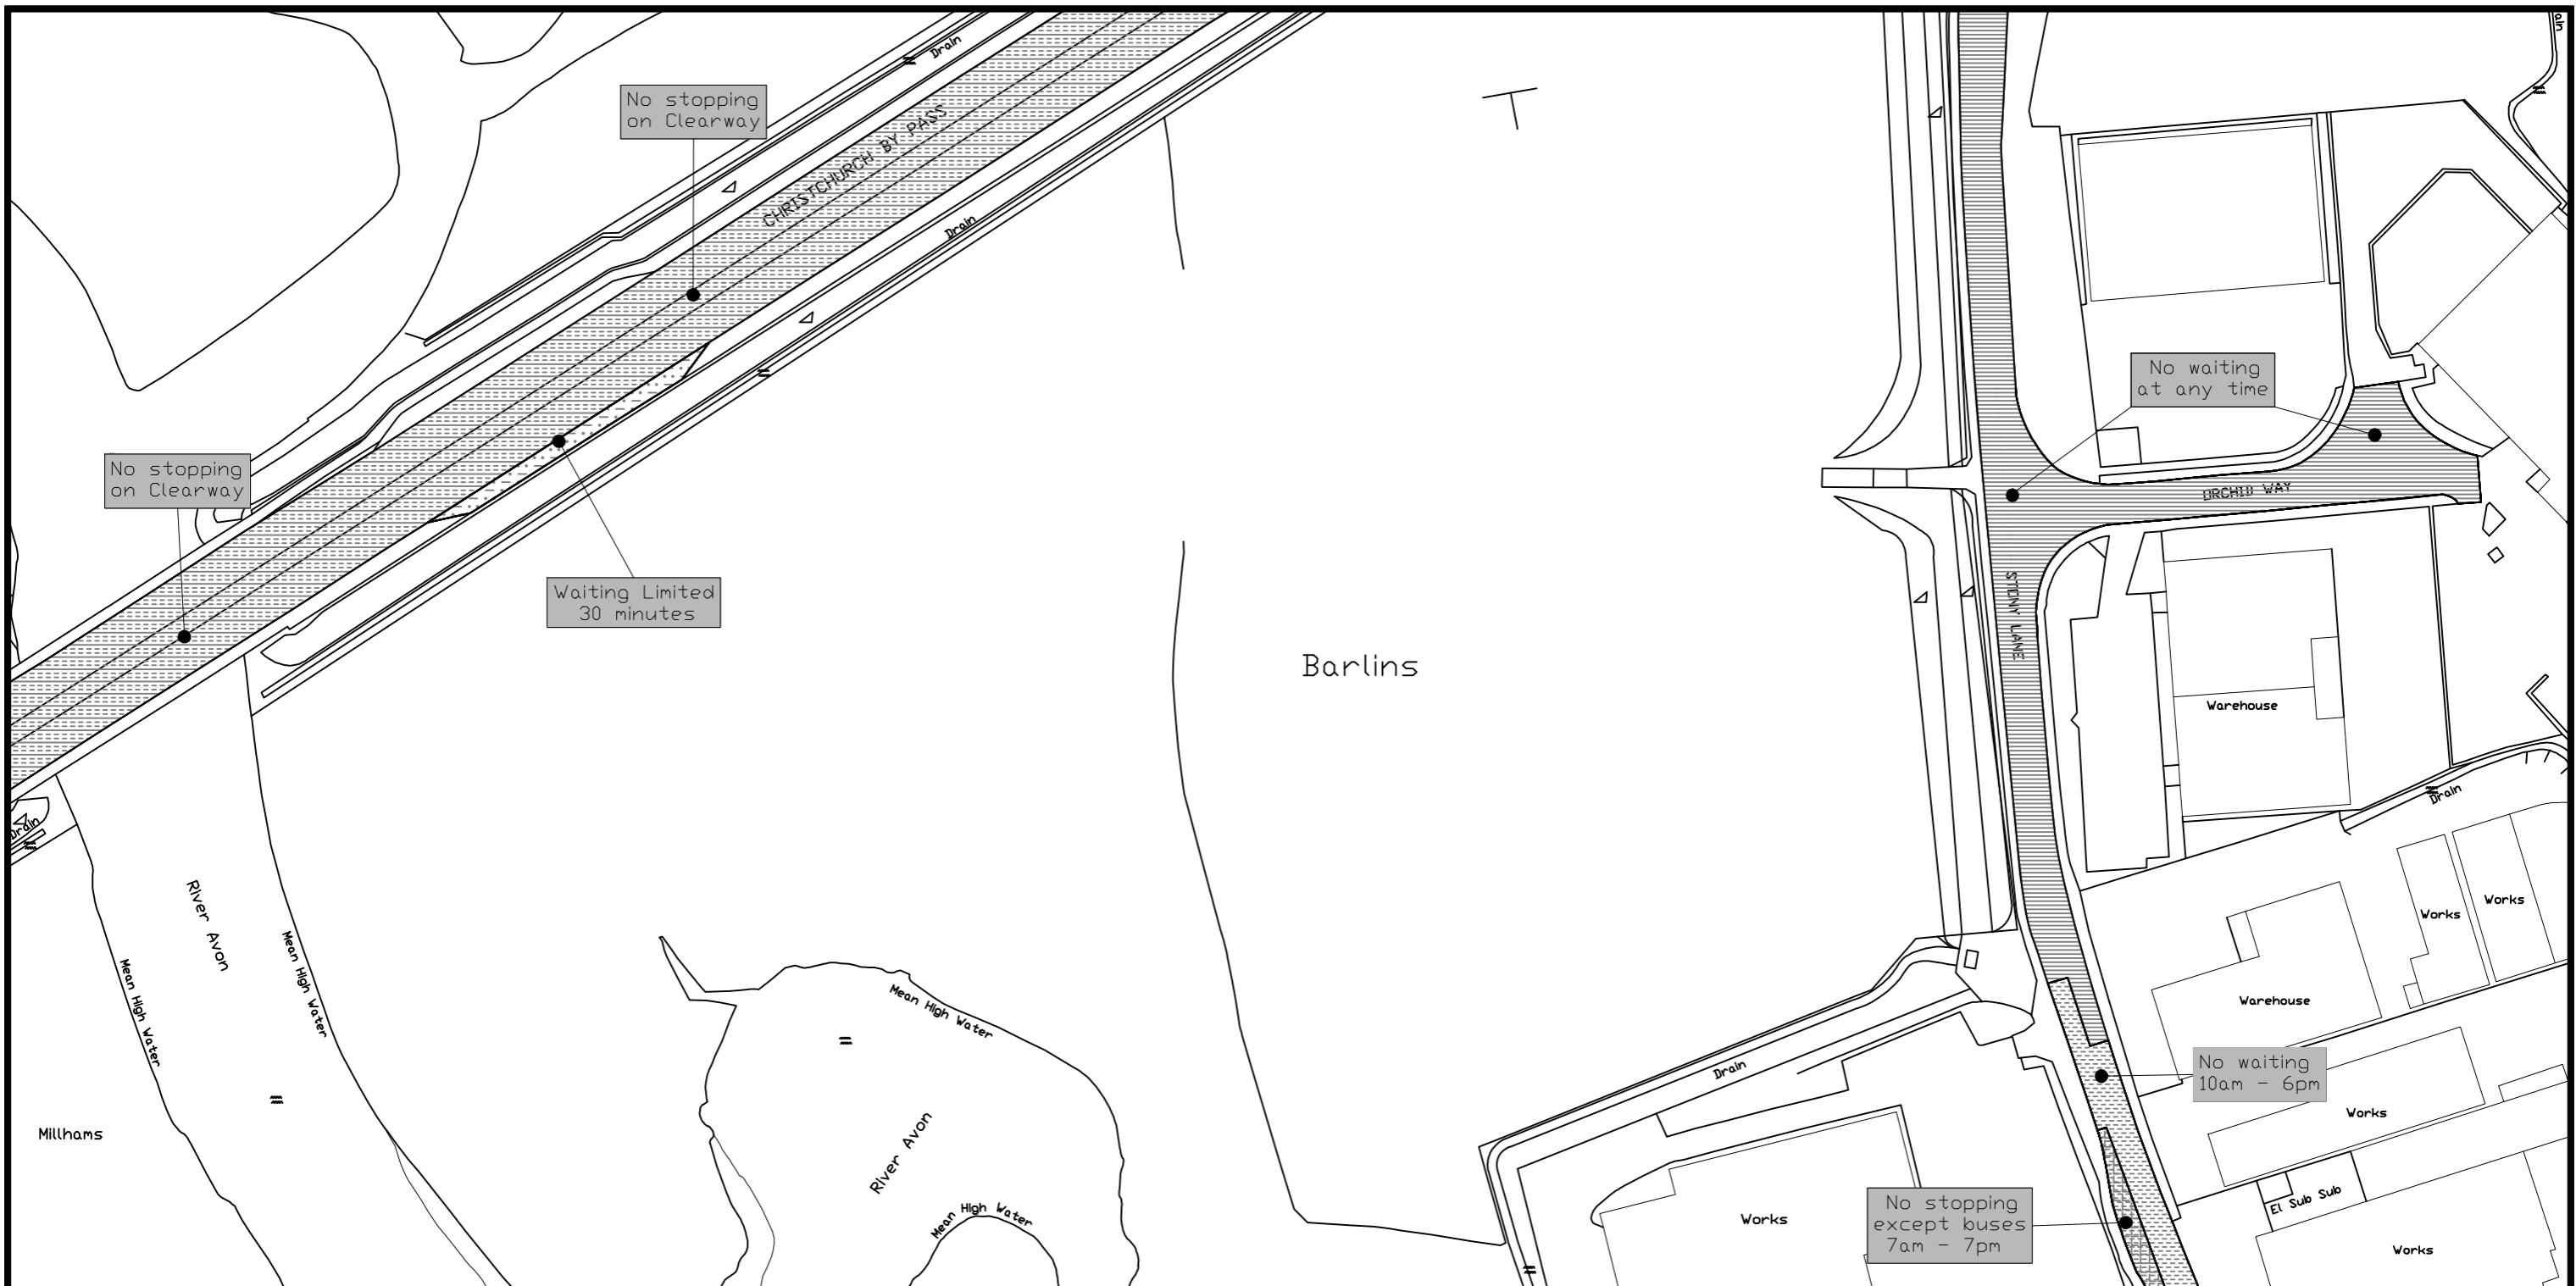 ain
Drain
No stopping
on Clearway
CHRISTCHURCH BY PASS
Drain
No waiting
at any time
No stopping
on Clearway
ORCHID WAY
Waiting Limited
30 minutes
STONY LANE
Barlins
Warehouse
Drain
Drain
River Avon
Mean High Water
Mean High Water
Mean High Water
Works
Works
Warehouse
Drain
No waiting
10am - 6pm
Millhams
River Avon
Works
Mean High Water
El Sub Sub
Works
No stopping
except buses
7am - 7pm
Works